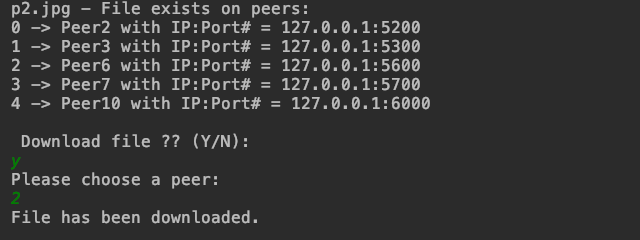 p2.jpg – File exists on peers:
0 –> Peer2 with IP:Port# = 127.0.0.1:5200
1 –> Peer3 with IP:Port# = 127.0.0.1:5300
2 –> Peer6 with IP:Port# = 127.0.0.1:5600
3 –> Peer7 with IP:Port# = 127.0.0.1:5700
4 –> Peer10 with IP:Port# = 127.0.0.1:6000
Download file ?? (Y/N):
y
Please choose a peer:
2
File has been downloaded.